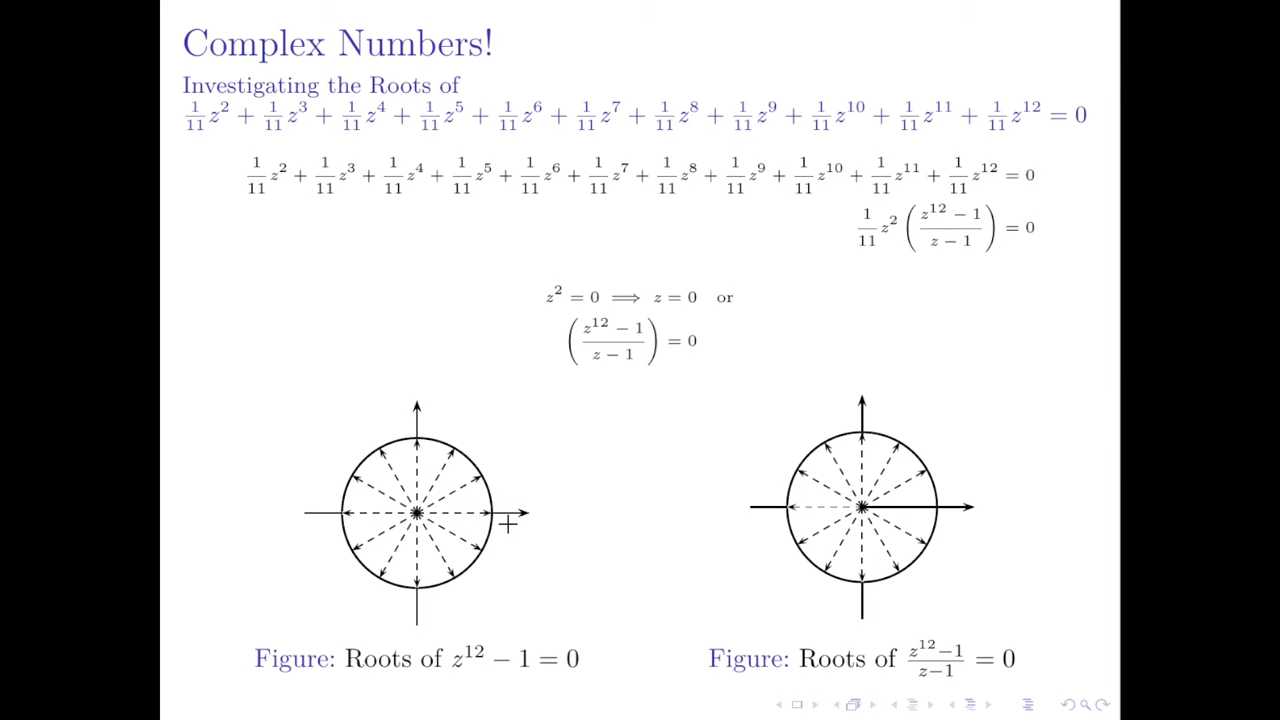 Complex Numbers!
Investigating the Roots of
1/11 z^2 + 1/11 z^3 + 1/11 z^4 + 1/11 z^5 + 1/11 z^6 + 1/11 z^7 + 1/11 z^8 + 1/11 z^9 + 1/11 z^10 + 1/11 z^11 + 1/11 z^12 = 0
1/11 z^2 + 1/11 z^3 + 1/11 z^4 + 1/11 z^5 + 1/11 z^6 + 1/11 z^7 + 1/11 z^8 + 1/11 z^9 + 1/11 z^10 + 1/11 z^11 + 1/11 z^12 = 0
1/11 z^2 ( (z^12 − 1)/(z − 1) ) = 0
z^2 = 0 ⟹ z = 0 or
( (z^12 − 1)/(z − 1) ) = 0
Figure: Roots of z^12 − 1 = 0
Figure: Roots of (z^12−1)/(z−1) = 0